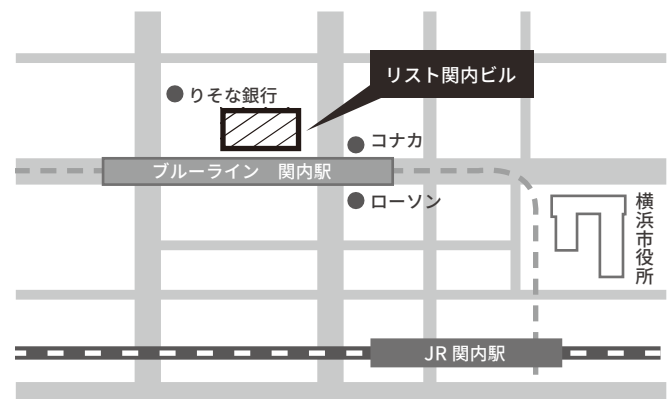 リスト関内ビル
りそな銀行
コナカ
ブルーライン　関内駅
ローソン
横浜市役所
JR 関内駅